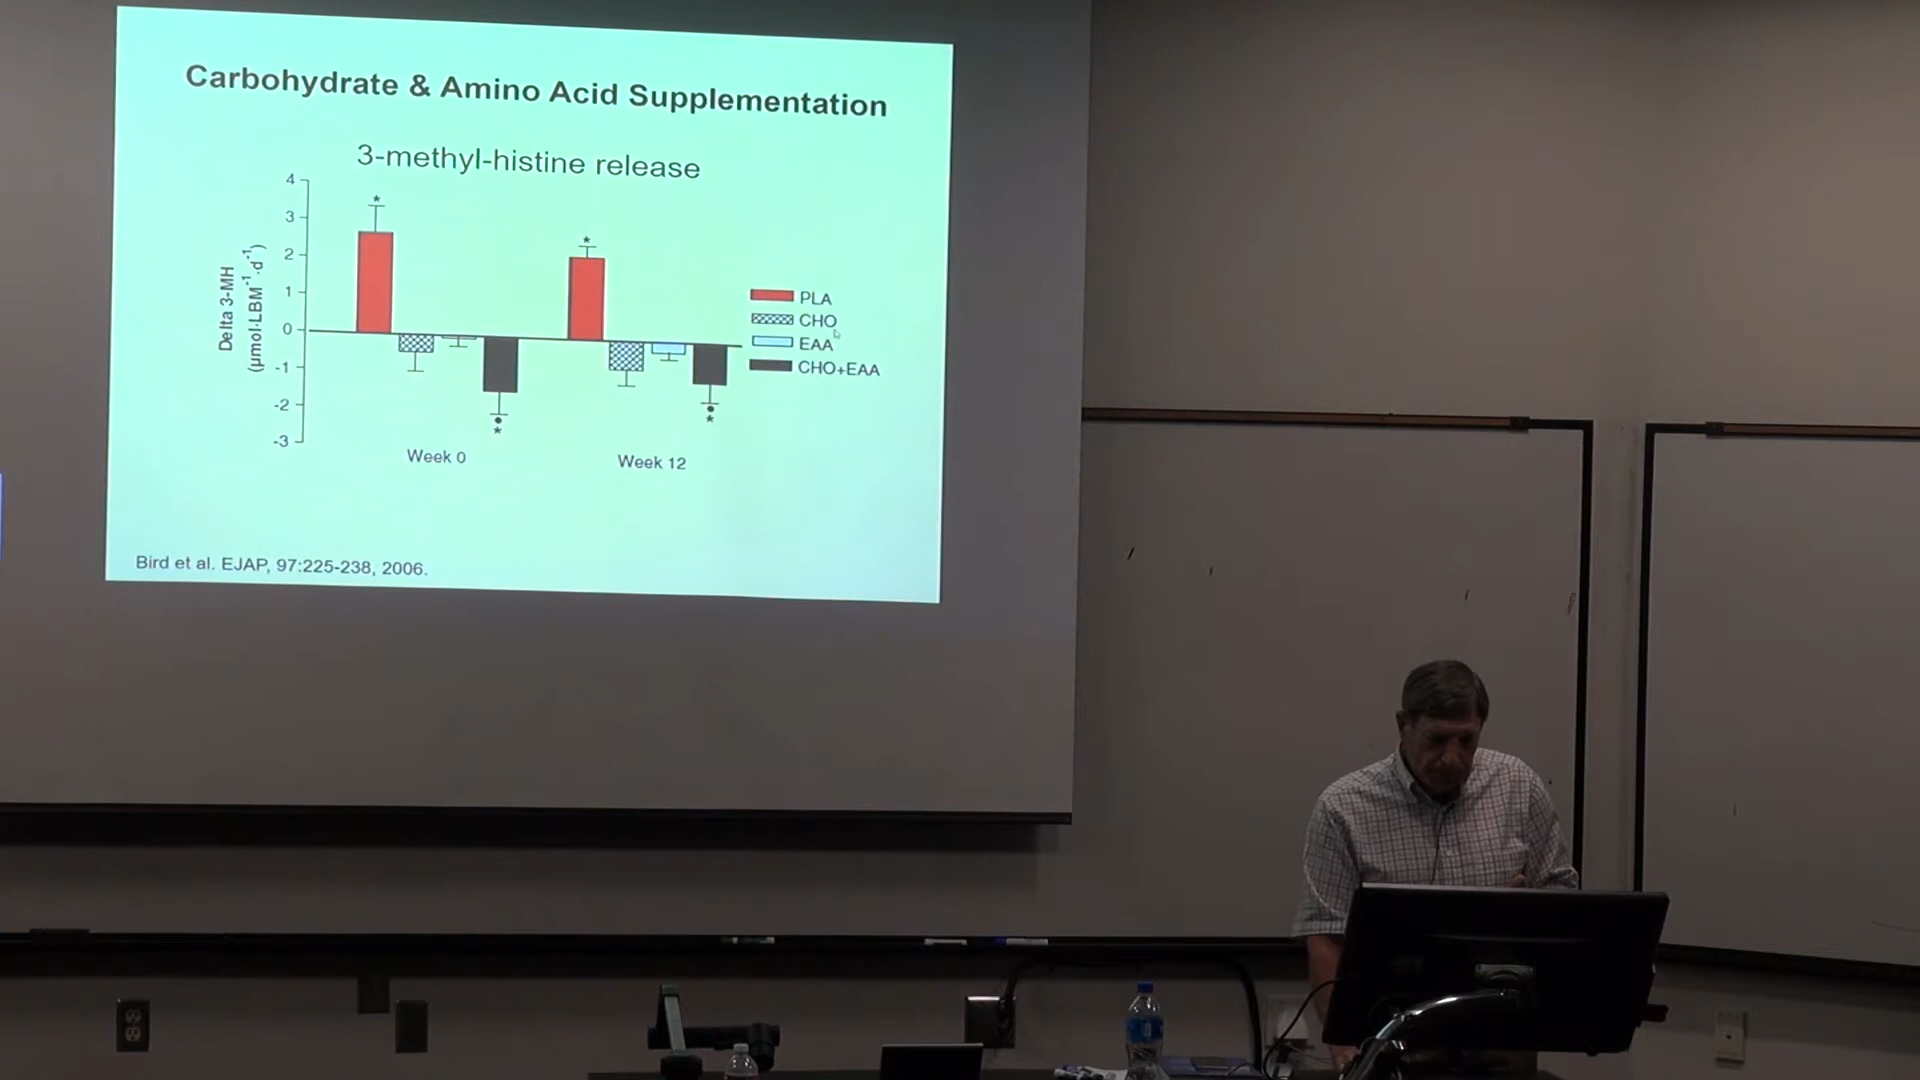 Carbohydrate & Amino Acid Supplementation
3-methyl-histine release
4
3
2
1
0
-1
-2
-3
Delta 3-MH
(µmol·LBM⁻¹·d⁻¹)
*
*
*
*
PLA
CHO
EAA
CHO+EAA
Week 0
Week 12
Bird et al. EJAP, 97:225-238, 2006.